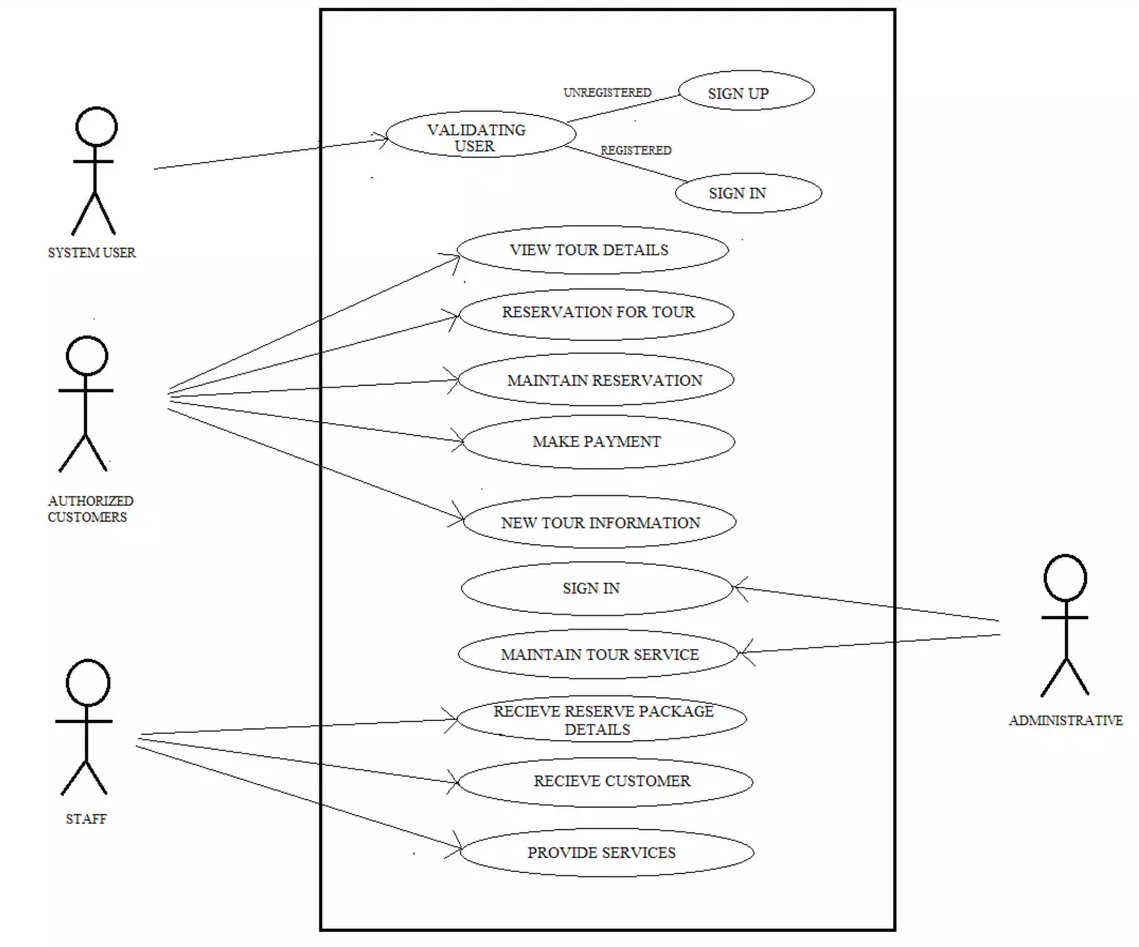 UNREGISTERED
SIGN UP
VALIDATING
USER
REGISTERED
SIGN IN
SYSTEM USER
VIEW TOUR DETAILS
RESERVATION FOR TOUR
MAINTAIN RESERVATION
MAKE PAYMENT
AUTHORIZED
CUSTOMERS
NEW TOUR INFORMATION
SIGN IN
MAINTAIN TOUR SERVICE
RECIEVE RESERVE PACKAGE
DETAILS
ADMINISTRATIVE
RECIEVE CUSTOMER
STAFF
PROVIDE SERVICES